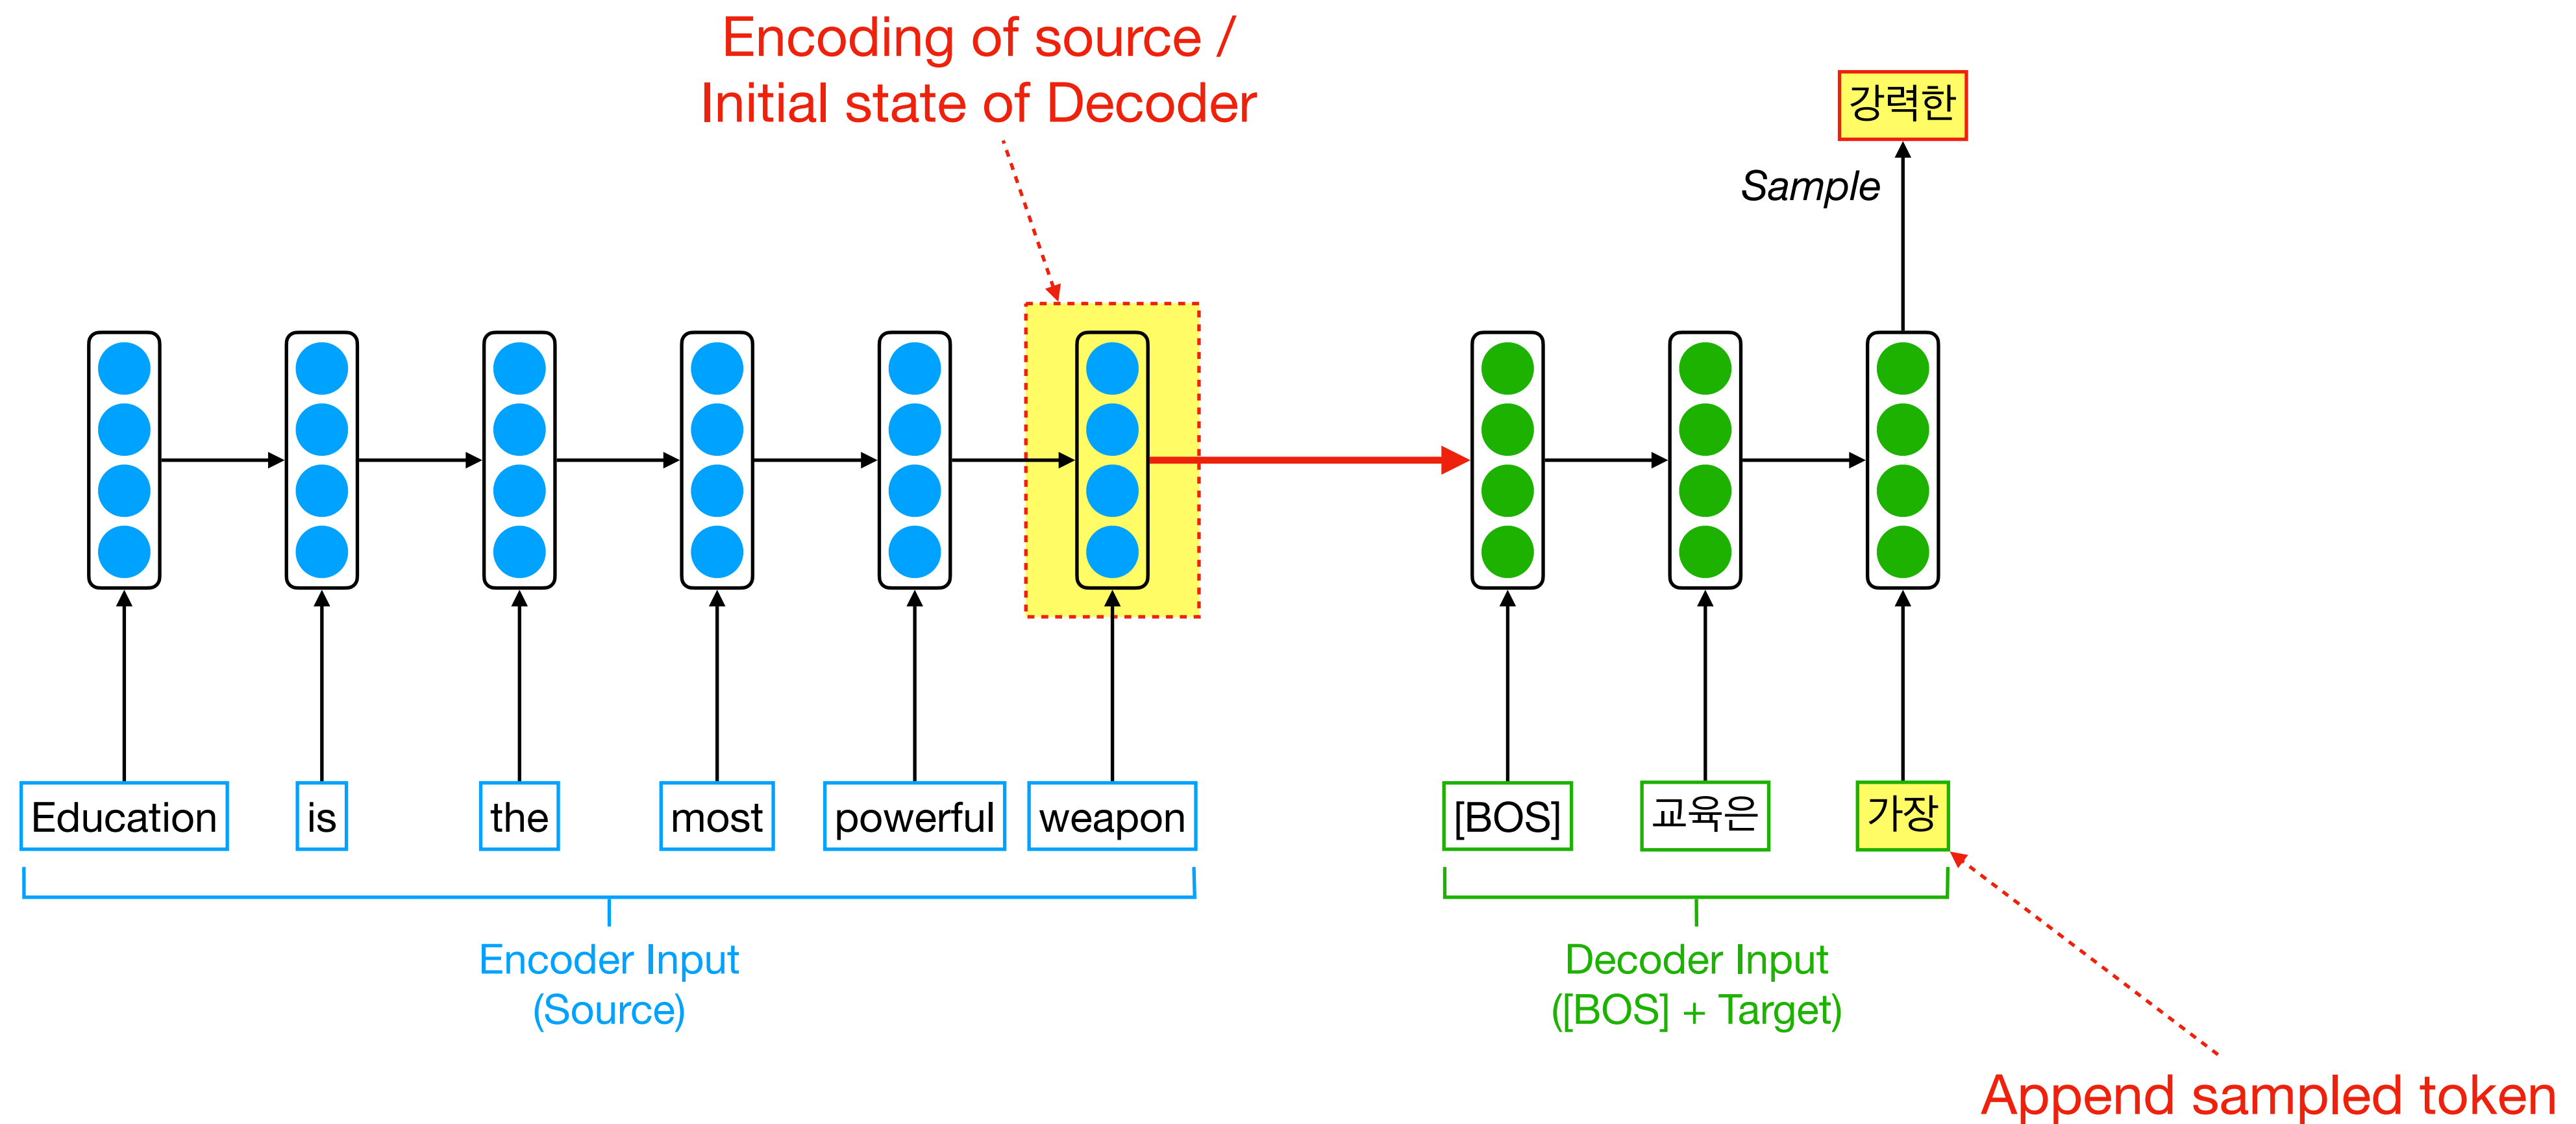 Encoding of source /
Initial state of Decoder
강력한
Sample
Education is the most powerful weapon
[BOS] 교육은 가장
Encoder Input
(Source)
Decoder Input
([BOS] + Target)
Append sampled token